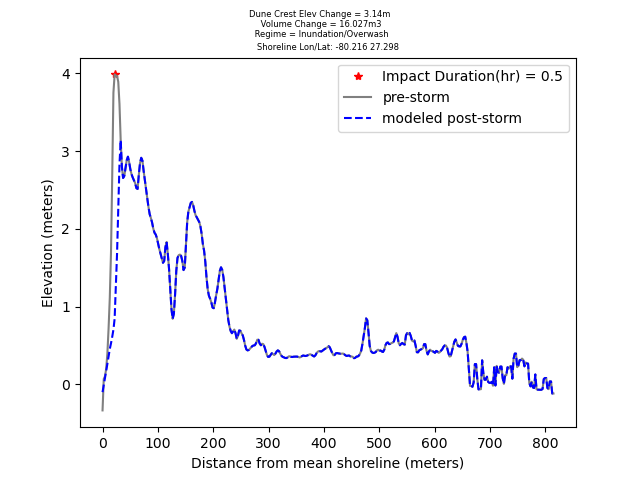 Dune Crest Elev Change = 3.14m
Volume Change = 16.027m3
Regime = Inundation/Overwash
Shoreline Lon/Lat: -80.216 27.298
Impact Duration(hr) = 0.5
pre-storm
modeled post-storm
4
3
2
1
0
Elevation (meters)
0 100 200 300 400 500 600 700 800
Distance from mean shoreline (meters)